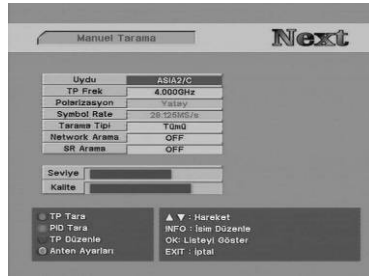 Manuel Tarama
Next
Uydu ASIA2/C
TP Frek 4.000GHz
Polarizasyon Yatay
Symbol Rate 28.125MS/s
Tarama Tipi Tümü
Network Arama OFF
SR Arama OFF
Seviye
Kalite
TP Tara
PID Tara
TP Düzenle
Anten Ayarları
▲ ▼ : Hareket
INFO : İsim Düzenle
OK: Listeyi Göster
EXIT : İptal